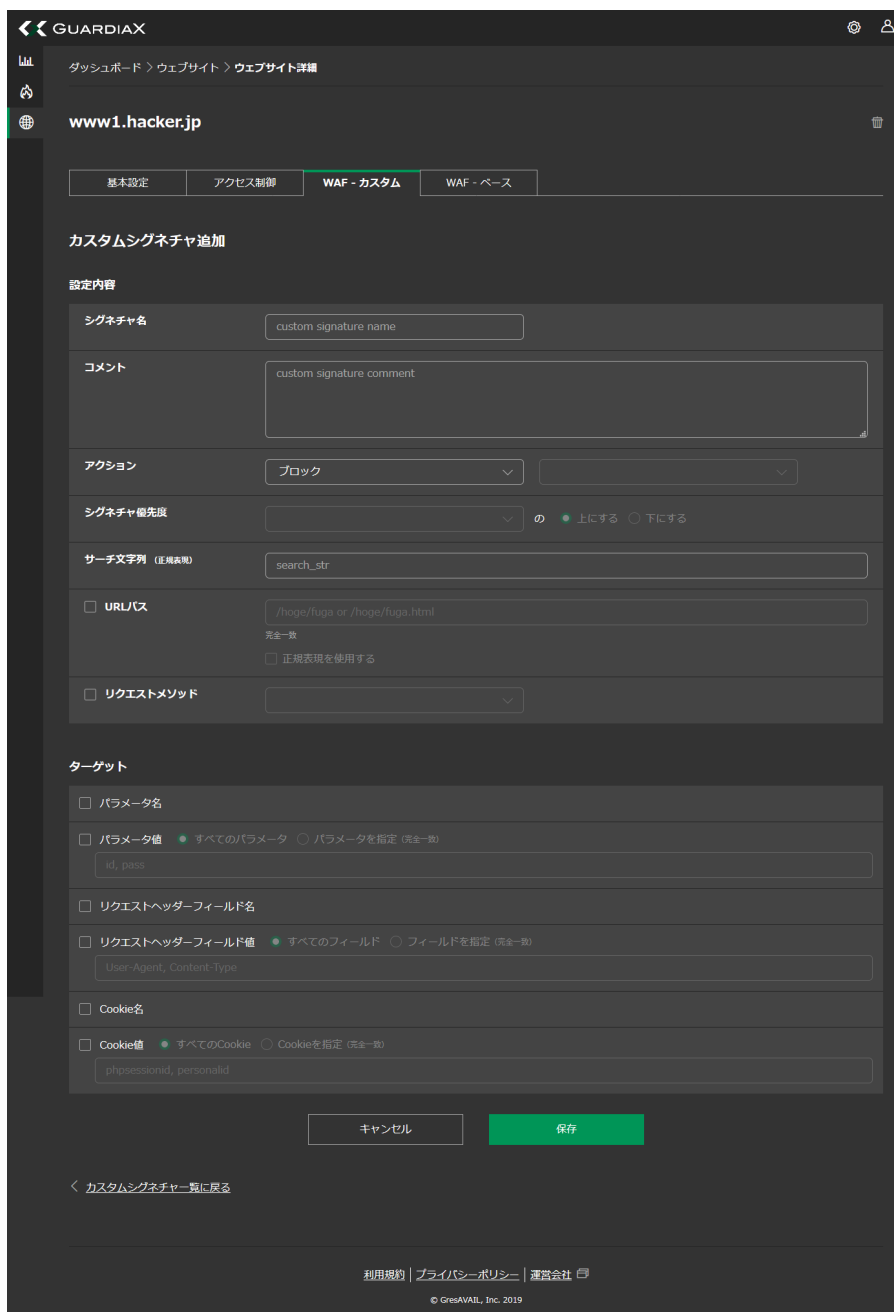 GUARDIAX
ダッシュボード > ウェブサイト > ウェブサイト詳細
www1.hacker.jp
基本設定 アクセス制御 WAF - カスタム WAF - ベース
カスタムシグネチャ追加
設定内容
シグネチャ名 custom signature name
コメント custom signature comment
アクション ブロック
シグネチャ優先度 の 上にする 下にする
サーチ文字列 (正規表現) search_str
URLパス /hoge/fuga or /hoge/fuga.html
完全一致
正規表現を使用する
リクエストメソッド
ターゲット
パラメータ名
パラメータ値 すべてのパラメータ パラメータを指定 (完全一致)
id, pass
リクエストヘッダーフィールド名
リクエストヘッダーフィールド値 すべてのフィールド フィールドを指定 (完全一致)
User-Agent, Content-Type
Cookie名
Cookie値 すべてのCookie Cookieを指定 (完全一致)
phpsessionid, personalid
キャンセル 保存
< カスタムシグネチャ一覧に戻る
利用規約 | プライバシーポリシー | 運営会社
© GresAVAIL, Inc. 2019